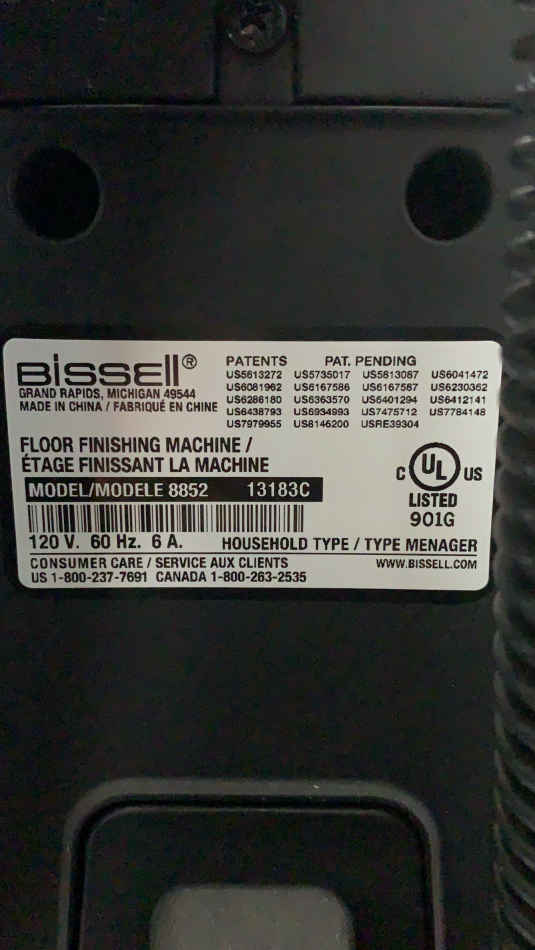 Bissell®
GRAND RAPIDS, MICHIGAN 49544
MADE IN CHINA / FABRIQUÉ EN CHINE
PATENTS PAT. PENDING
US5613272 US5735017 US5813087 US6041472
US6081962 US6167586 US6167587 US6230362
US6286180 US6363570 US6401294 US6412141
US6438793 US6934993 US7475712 US7784148
US7979955 US8146200 USRE39304
FLOOR FINISHING MACHINE /
ÉTAGE FINISSANT LA MACHINE
MODEL/MODELE 8852 13183C
C UL US
LISTED
901G
120 V. 60 Hz. 6 A. HOUSEHOLD TYPE / TYPE MENAGER
CONSUMER CARE / SERVICE AUX CLIENTS WWW.BISSELL.COM
US 1-800-237-7691 CANADA 1-800-263-2535